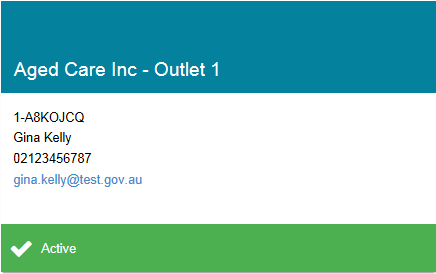 Aged Care Inc - Outlet 1
1-A8KOJCQ
Gina Kelly
02123456787
gina.kelly@test.gov.au
Active